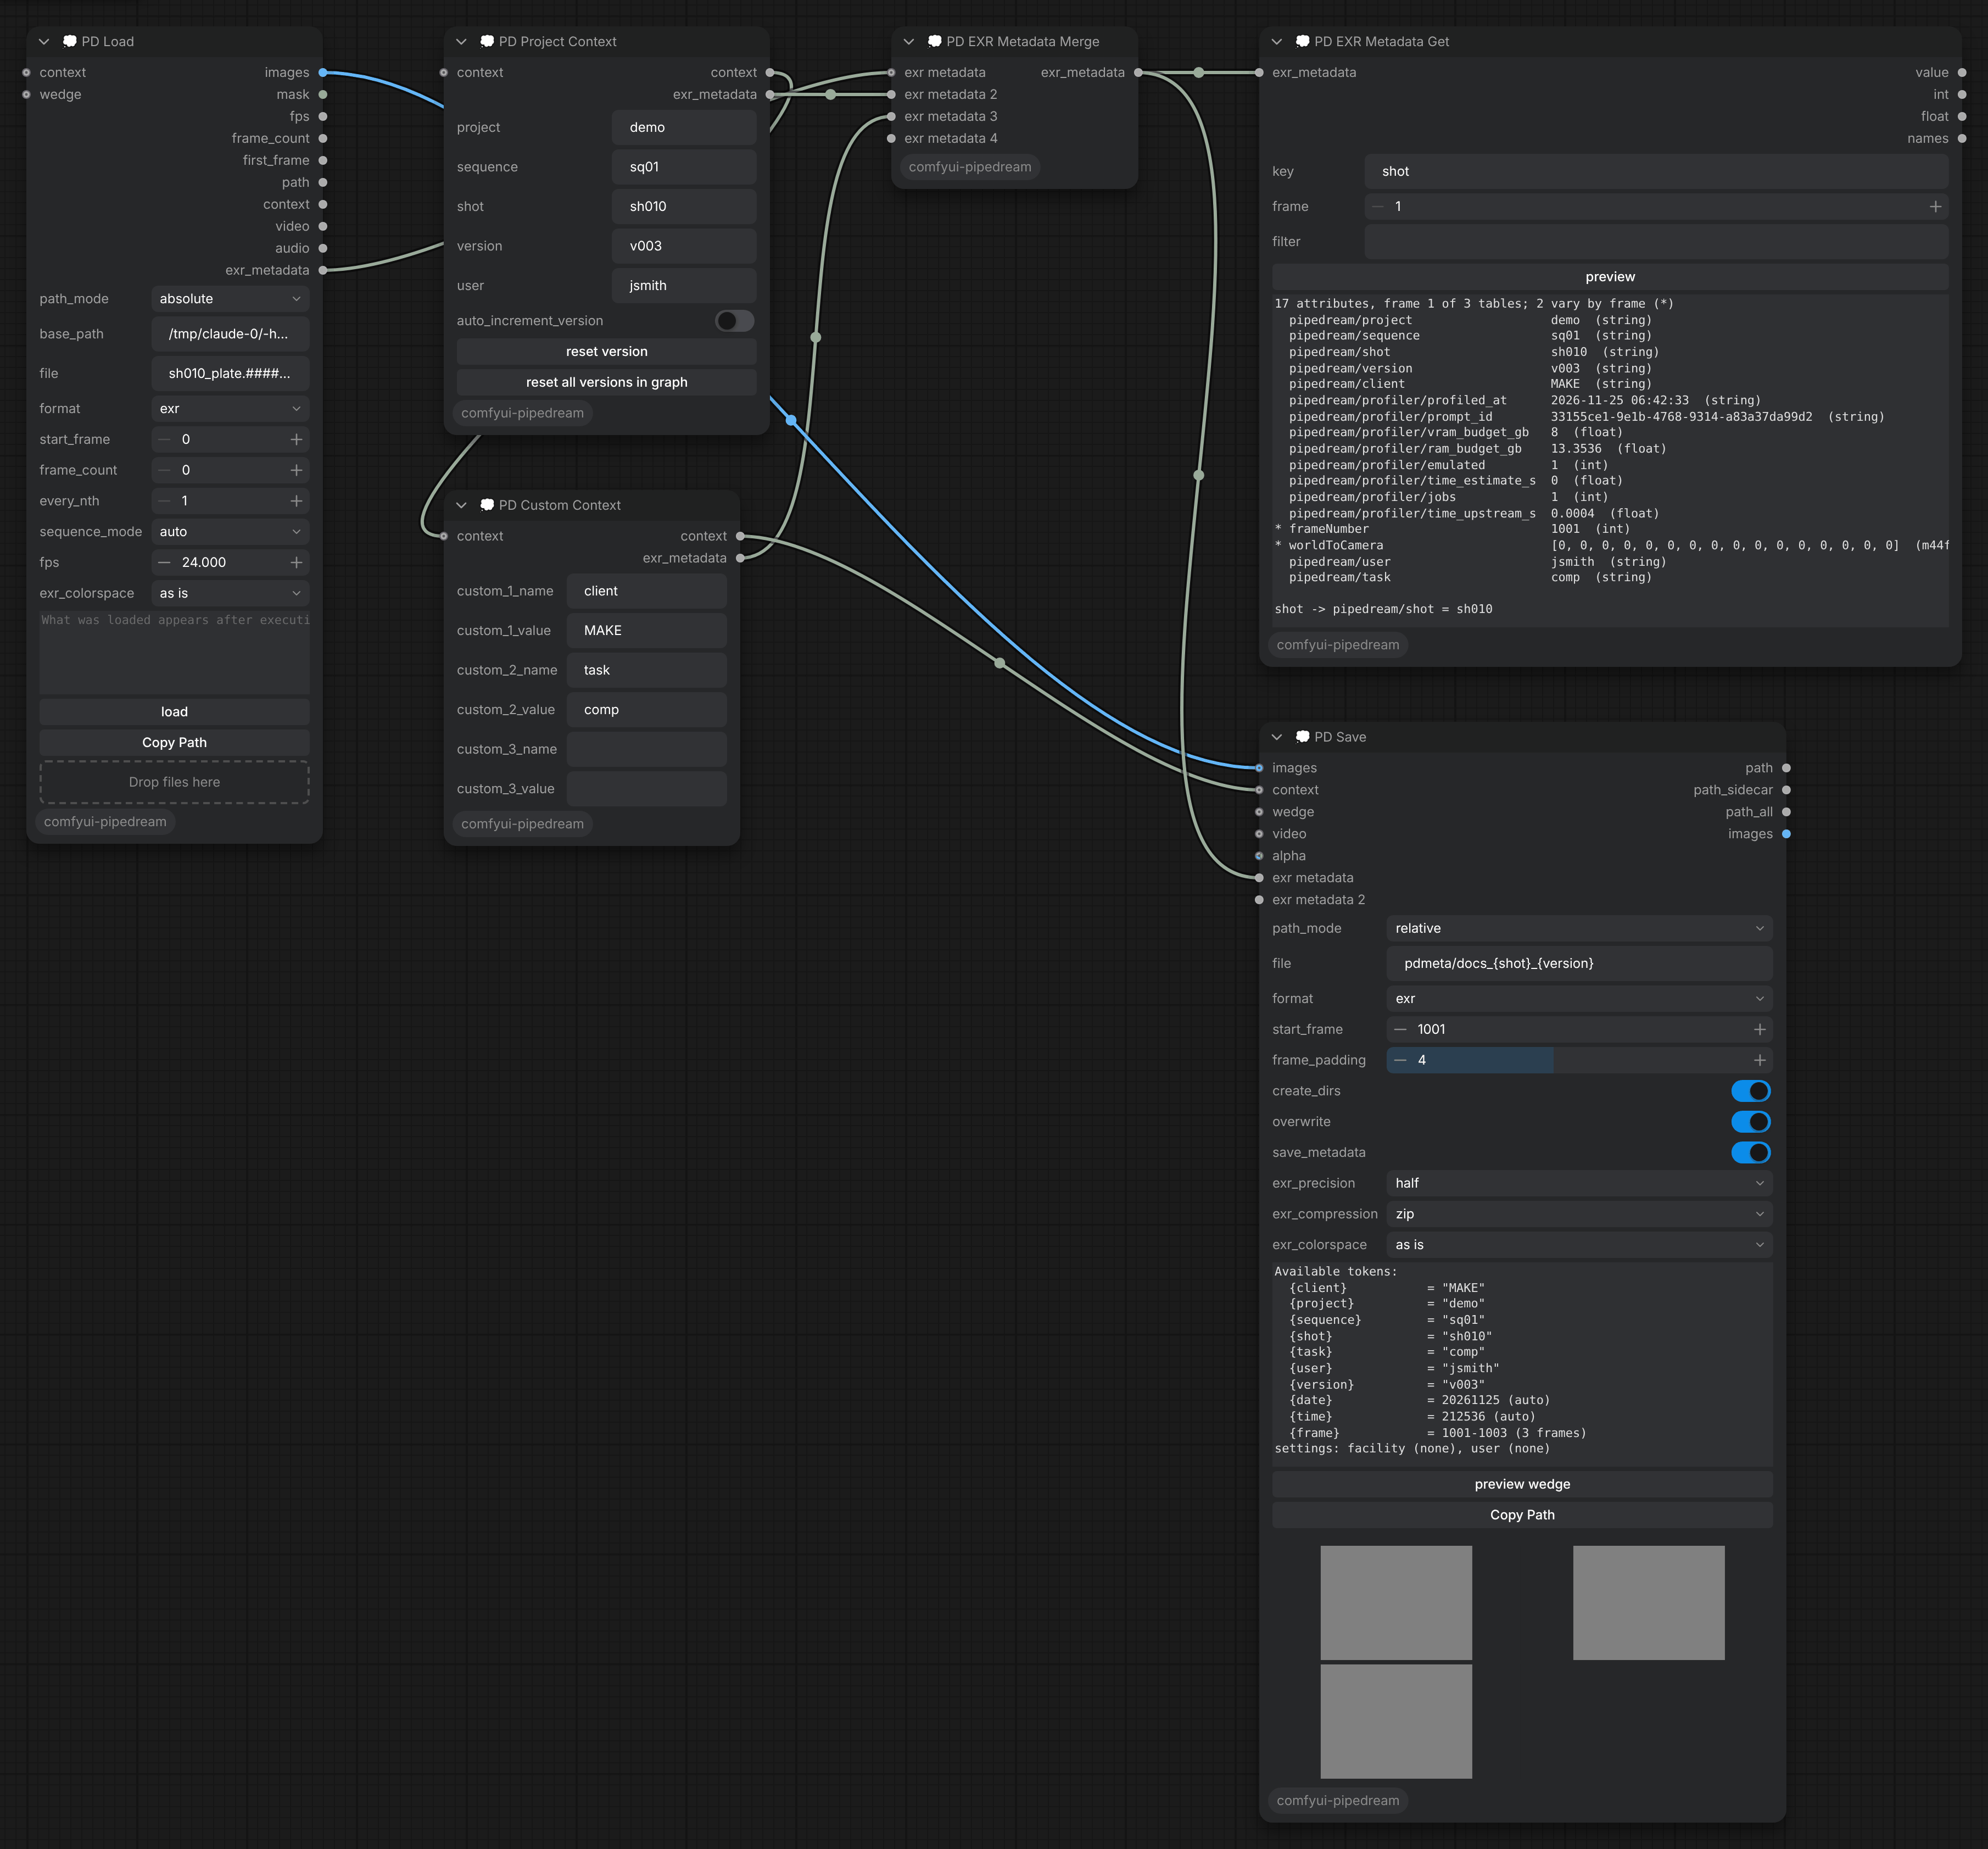 PD Load
context images
wedge mask
fps
frame_count
first_frame
path
context
video
audio
exr_metadata
path_mode absolute
base_path /tmp/claude-0/-h...
file sh010_plate.####...
format exr
start_frame 0
frame_count 0
every_nth 1
sequence_mode auto
fps 24.000
exr_colorspace as is
What was loaded appears after executi
load
Copy Path
Drop files here
comfyui-pipedream
PD Project Context
context context
exr_metadata
project demo
sequence sq01
shot sh010
version v003
user jsmith
auto_increment_version
reset version
reset all versions in graph
comfyui-pipedream
PD Custom Context
context context
exr_metadata
custom_1_name client
custom_1_value MAKE
custom_2_name task
custom_2_value comp
custom_3_name
custom_3_value
comfyui-pipedream
PD EXR Metadata Merge
exr metadata exr_metadata
exr metadata 2
exr metadata 3
exr metadata 4
comfyui-pipedream
PD EXR Metadata Get
exr_metadata value
int
float
names
key shot
frame 1
filter
preview
17 attributes, frame 1 of 3 tables; 2 vary by frame (*)
pipedream/project demo (string)
pipedream/sequence sq01 (string)
pipedream/shot sh010 (string)
pipedream/version v003 (string)
pipedream/client MAKE (string)
pipedream/profiler/profiled_at 2026-11-25 06:42:33 (string)
pipedream/profiler/prompt_id 33155ce1-9e1b-4768-9314-a83a37da99d2 (string)
pipedream/profiler/vram_budget_gb 8 (float)
pipedream/profiler/ram_budget_gb 13.3536 (float)
pipedream/profiler/emulated 1 (int)
pipedream/profiler/time_estimate_s 0 (float)
pipedream/profiler/jobs 1 (int)
pipedream/profiler/time_upstream_s 0.0004 (float)
* frameNumber 1001 (int)
* worldToCamera [0, 0, 0, 0, 0, 0, 0, 0, 0, 0, 0, 0, 0, 0, 0, 0] (m44f
pipedream/user jsmith (string)
pipedream/task comp (string)
shot -> pipedream/shot = sh010
comfyui-pipedream
PD Save
images path
context path_sidecar
wedge path_all
video images
alpha
exr metadata
exr metadata 2
path_mode relative
file pdmeta/docs_{shot}_{version}
format exr
start_frame 1001
frame_padding 4
create_dirs
overwrite
save_metadata
exr_precision half
exr_compression zip
exr_colorspace as is
Available tokens:
{client} = "MAKE"
{project} = "demo"
{sequence} = "sq01"
{shot} = "sh010"
{task} = "comp"
{user} = "jsmith"
{version} = "v003"
{date} = 20261125 (auto)
{time} = 212536 (auto)
{frame} = 1001-1003 (3 frames)
settings: facility (none), user (none)
preview wedge
Copy Path
comfyui-pipedream